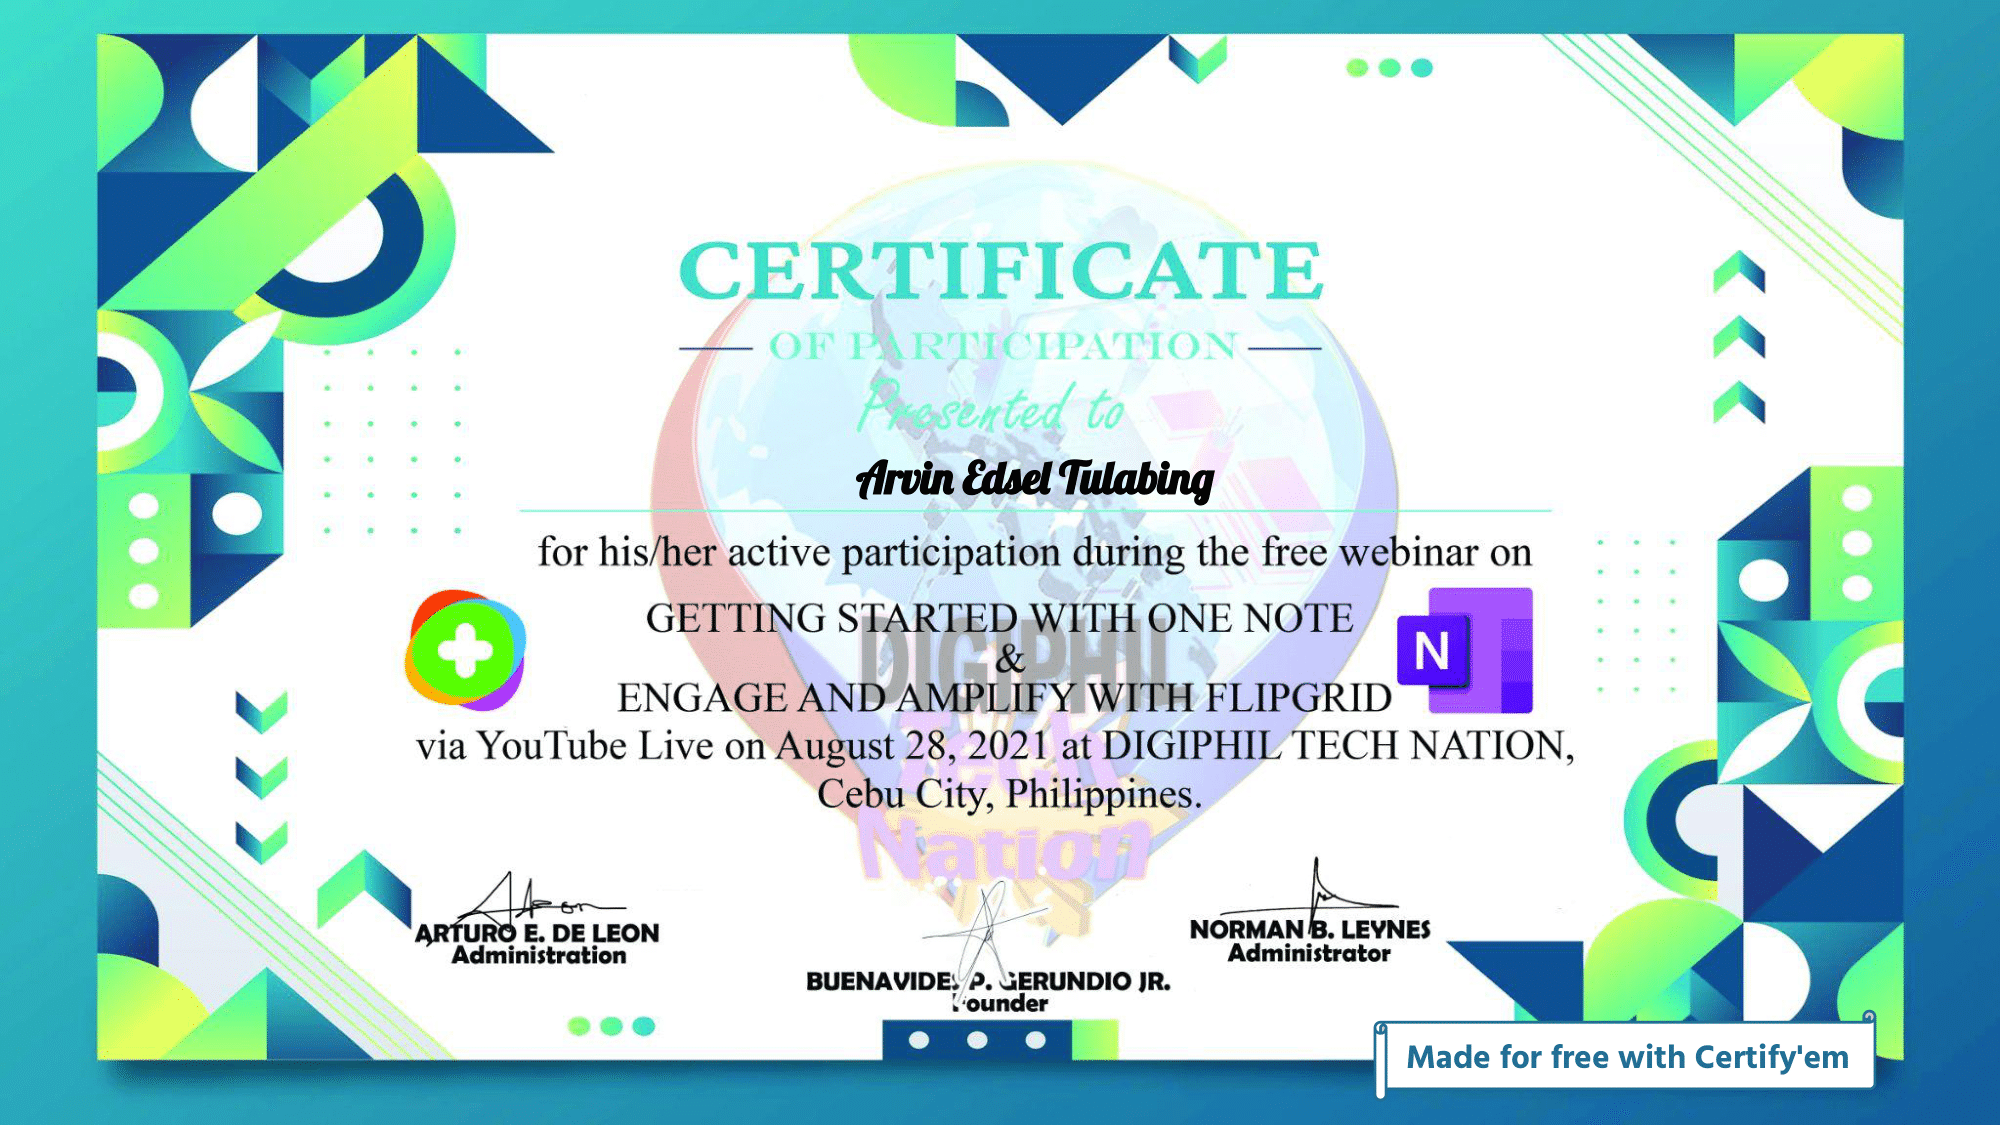 CERTIFICATE
OF PARTICIPATION
Presented to
Arvin Edsel Tulabing
for his/her active participation during the free webinar on
GETTING STARTED WITH ONE NOTE
&
ENGAGE AND AMPLIFY WITH FLIPGRID
via YouTube Live on August 28, 2021 at DIGIPHIL TECH NATION,
Cebu City, Philippines.
N
DIGIPHIL
Tech
Nation
ARTURO E. DE LEON
Administration
NORMAN B. LEYNES
Administrator
BUENAVIDES P. GERUNDIO JR.
Founder
Made for free with Certify'em